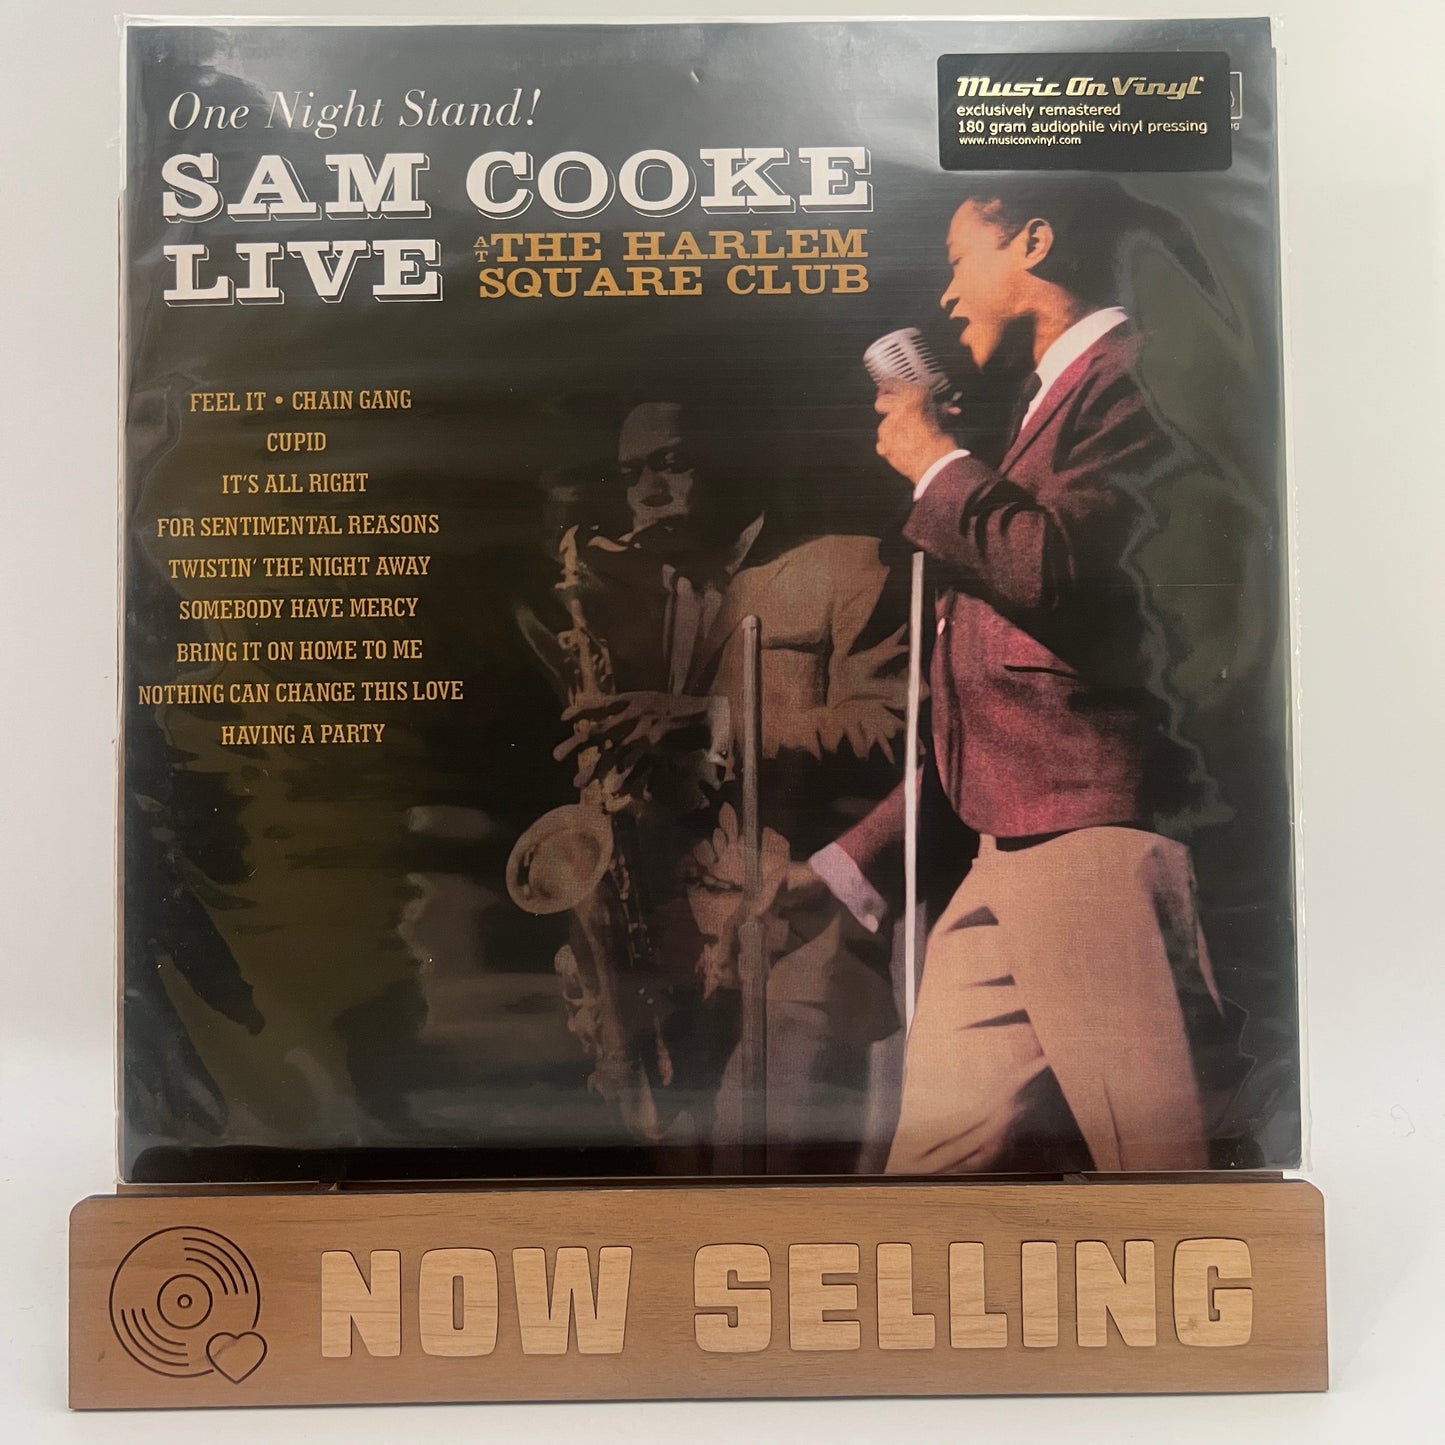 One Night Stand!
SAM COOKE
LIVE AT THE HARLEM
SQUARE CLUB
Music On Vinyl
exclusively remastered
180 gram audiophile vinyl pressing
www.musiconvinyl.com
FEEL IT • CHAIN GANG
CUPID
IT'S ALL RIGHT
FOR SENTIMENTAL REASONS
TWISTIN' THE NIGHT AWAY
SOMEBODY HAVE MERCY
BRING IT ON HOME TO ME
NOTHING CAN CHANGE THIS LOVE
HAVING A PARTY
NOW SELLING